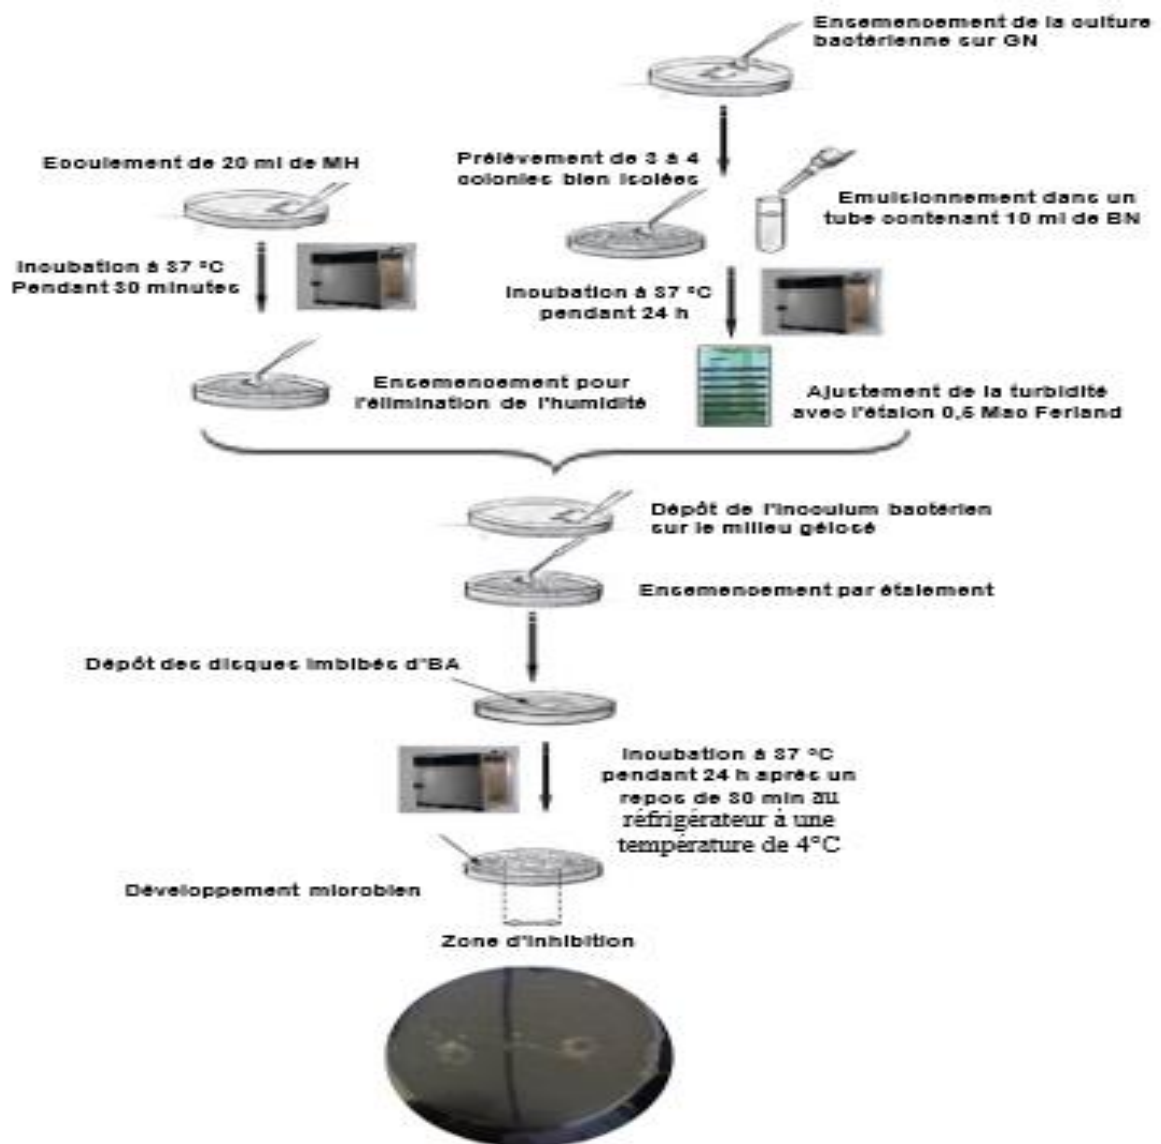 Ensemencement de la culture
bactérienne sur GN
Ecoulement de 20 ml de MH
Prélèvement de 3 à 4
colonies bien isolées
Emulsionnement dans un
tube contenant 10 ml de BN
Incubation à 37 °C
Pendant 30 minutes
Incubation à 37 °C
pendant 24 h
Ensemencement pour
l'élimination de l'humidité
Ajustement de la turbidité
avec l'étalon 0,5 Mac Ferland
Dépôt de l'inoculum bactérien
sur le milieu gélosé
Ensemencement par étalement
Dépôt des disques imbibés d'BA
Incubation à 37 °C
pendant 24 h après un
repos de 30 min au
réfrigérateur à une
température de 4°C
Développement microbien
Zone d'inhibition